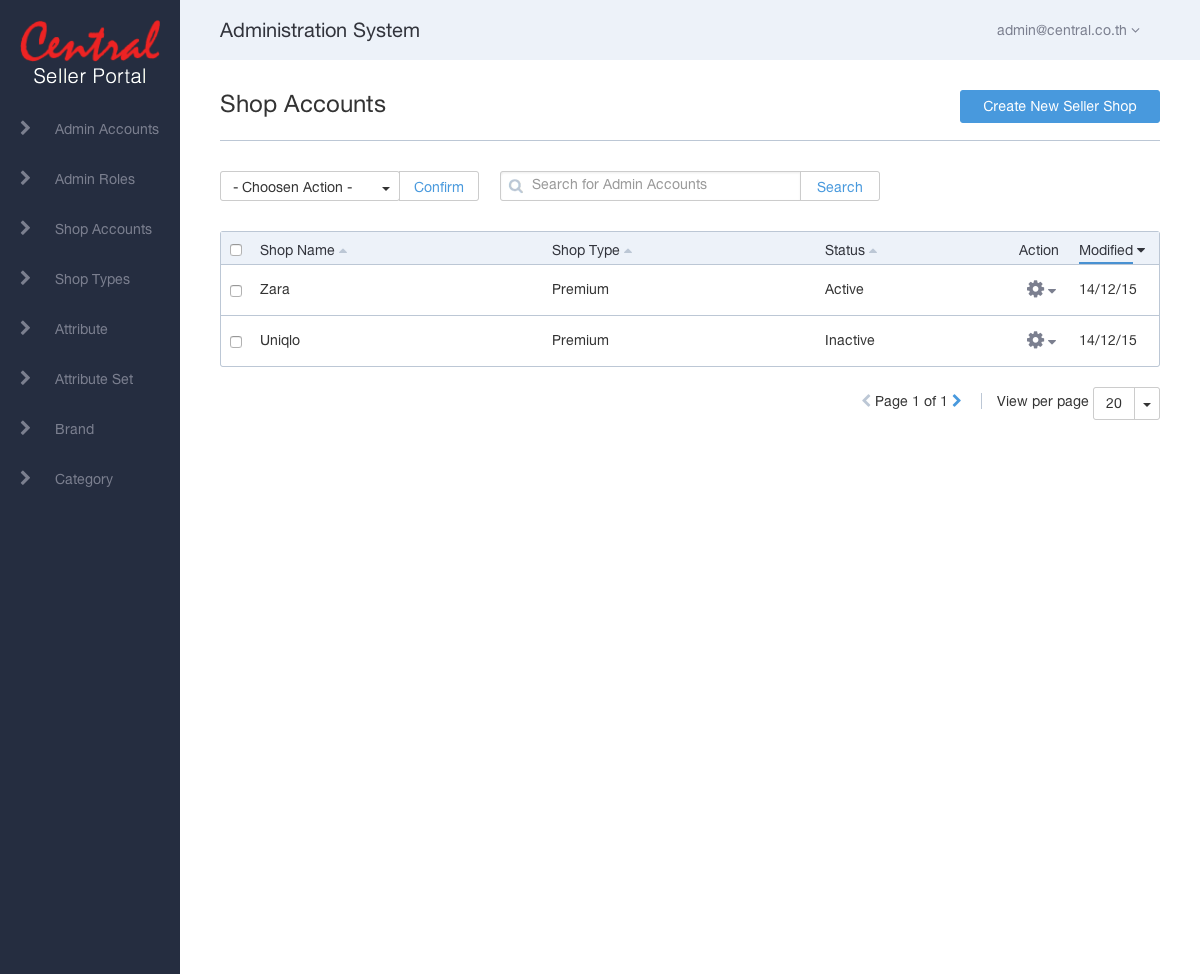 Central
Seller Portal
Admin Accounts
Admin Roles
Shop Accounts
Shop Types
Attribute
Attribute Set
Brand
Category
Administration System
admin@central.co.th
Shop Accounts
Create New Seller Shop
- Choosen Action - Confirm
Search for Admin Accounts Search
Shop Name Shop Type Status Action Modified
Zara Premium Active 14/12/15
Uniqlo Premium Inactive 14/12/15
Page 1 of 1 View per page 20